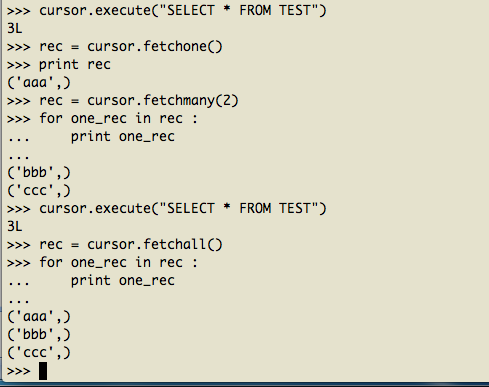 >>> cursor.execute("SELECT * FROM TEST")
3L
>>> rec = cursor.fetchone()
>>> print rec
('aaa',)
>>> rec = cursor.fetchmany(2)
>>> for one_rec in rec :
...     print one_rec
...
('bbb',)
('ccc',)
>>> cursor.execute("SELECT * FROM TEST")
3L
>>> rec = cursor.fetchall()
>>> for one_rec in rec :
...     print one_rec
...
('aaa',)
('bbb',)
('ccc',)
>>>